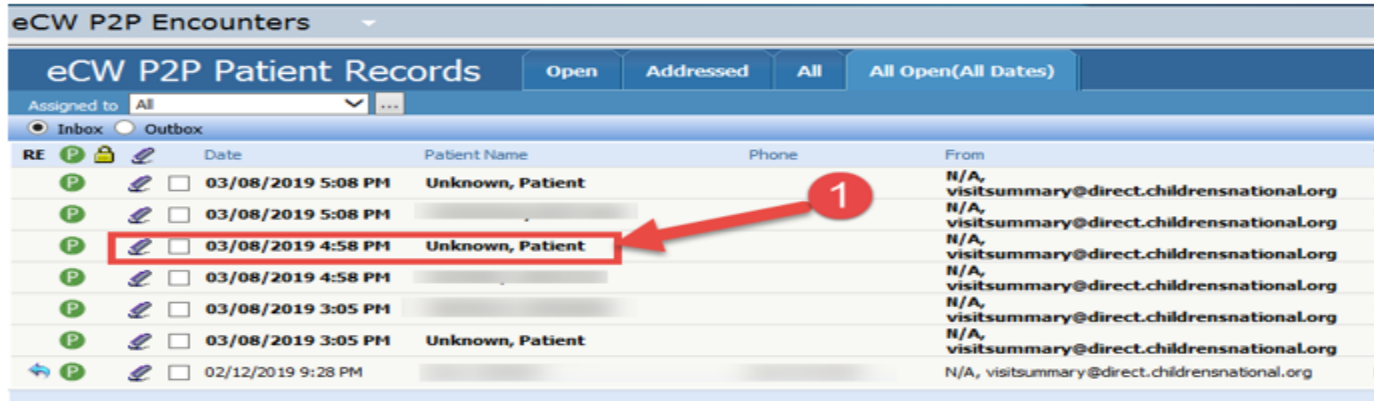 eCW P2P Encounters
eCW P2P Patient Records Open Addressed All All Open(All Dates)
Assigned to All ...
Inbox Outbox
RE P Date Patient Name Phone From
P 03/08/2019 5:08 PM Unknown, Patient N/A,
visitsummary@direct.childrensnational.org
P 03/08/2019 5:08 PM N/A,
visitsummary@direct.childrensnational.org
1
P 03/08/2019 4:58 PM Unknown, Patient N/A,
visitsummary@direct.childrensnational.org
P 03/08/2019 4:58 PM N/A,
visitsummary@direct.childrensnational.org
P 03/08/2019 3:05 PM N/A,
visitsummary@direct.childrensnational.org
P 03/08/2019 3:05 PM Unknown, Patient N/A,
visitsummary@direct.childrensnational.org
P 02/12/2019 9:28 PM N/A, visitsummary@direct.childrensnational.org